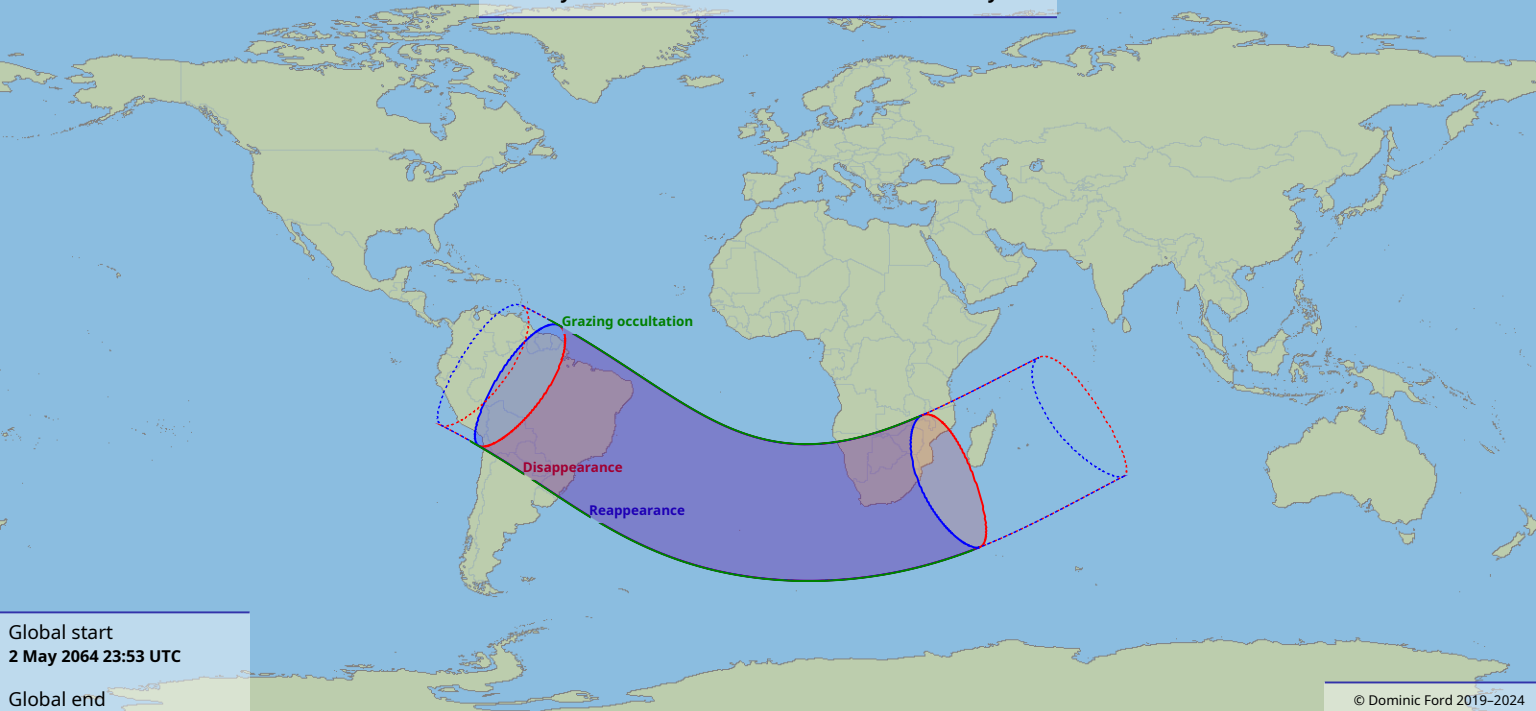 Grazing occultation
Disappearance
Reappearance
Global start
2 May 2064 23:53 UTC
Global end
© Dominic Ford 2019–2024